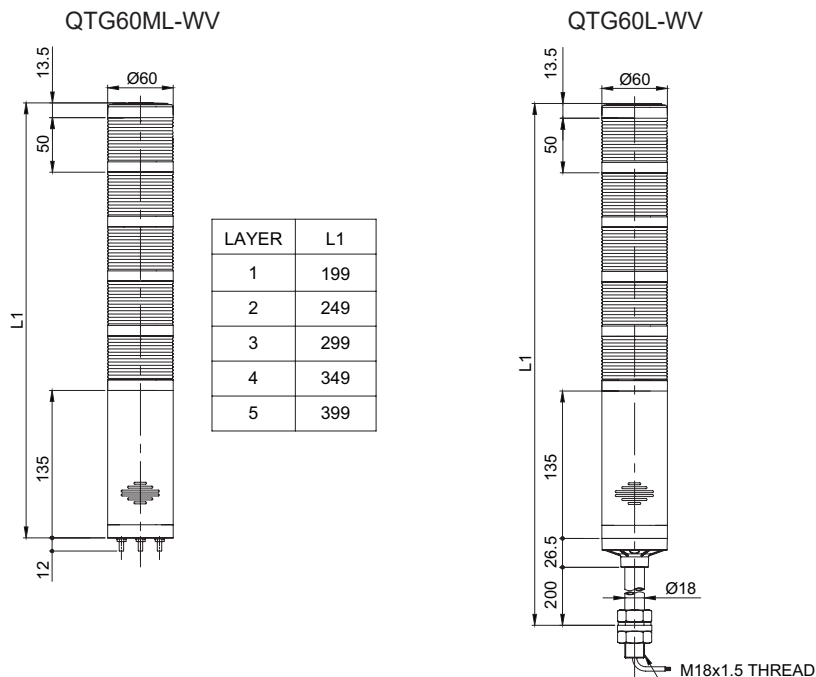 QTG60ML-WV
13.5
Ø60
50
L1
135
12
LAYER L1
1 199
2 249
3 299
4 349
5 399
QTG60L-WV
13.5
Ø60
50
L1
135
26.5
200
Ø18
M18x1.5 THREAD